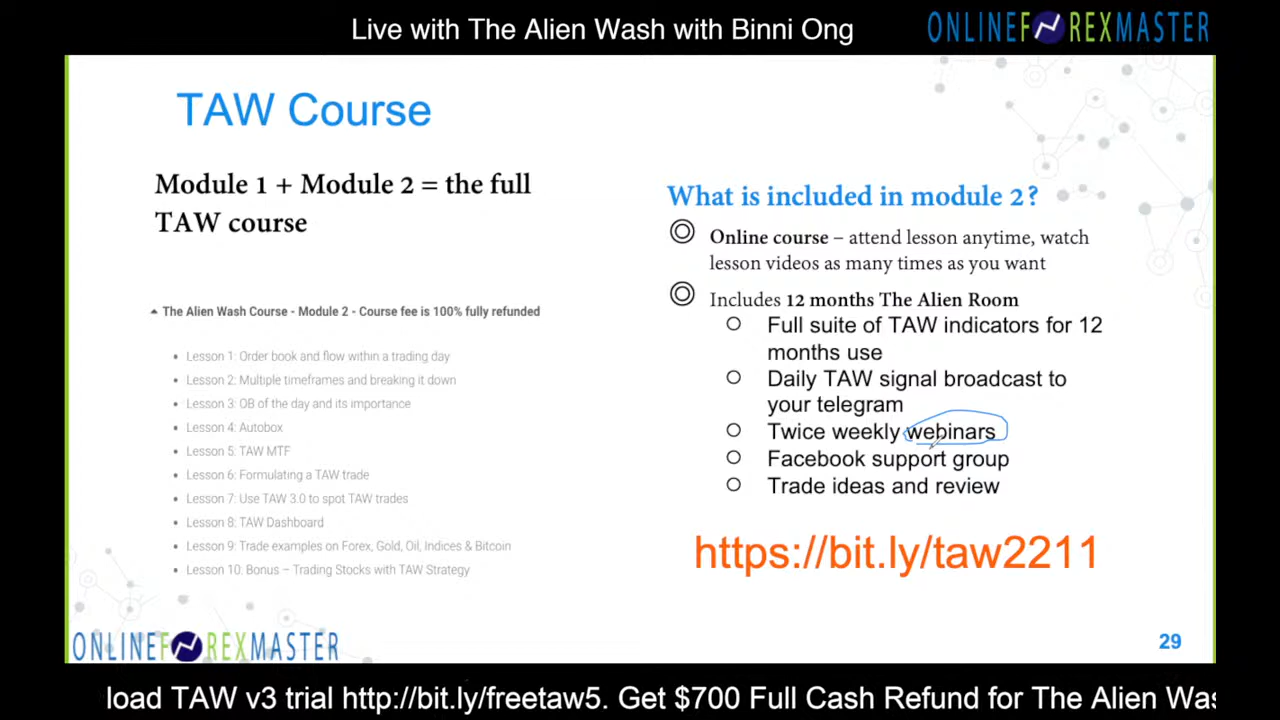 Live with The Alien Wash with Binni Ong
ONLINEFOREXMASTER
TAW Course
Module 1 + Module 2 = the full
TAW course
The Alien Wash Course - Module 2 - Course fee is 100% fully refunded
Lesson 1: Order book and flow within a trading day
Lesson 2: Multiple timeframes and breaking it down
Lesson 3: OB of the day and its importance
Lesson 4: Autobox
Lesson 5: TAW MTF
Lesson 6: Formulating a TAW trade
Lesson 7: Use TAW 3.0 to spot TAW trades
Lesson 8: TAW Dashboard
Lesson 9: Trade examples on Forex, Gold, Oil, Indices & Bitcoin
Lesson 10: Bonus – Trading Stocks with TAW Strategy
What is included in module 2?
Online course – attend lesson anytime, watch
lesson videos as many times as you want
Includes 12 months The Alien Room
Full suite of TAW indicators for 12
months use
Daily TAW signal broadcast to
your telegram
Twice weekly webinars
Facebook support group
Trade ideas and review
https://bit.ly/taw2211
ONLINEFOREXMASTER
29
load TAW v3 trial http://bit.ly/freetaw5. Get $700 Full Cash Refund for The Alien Was